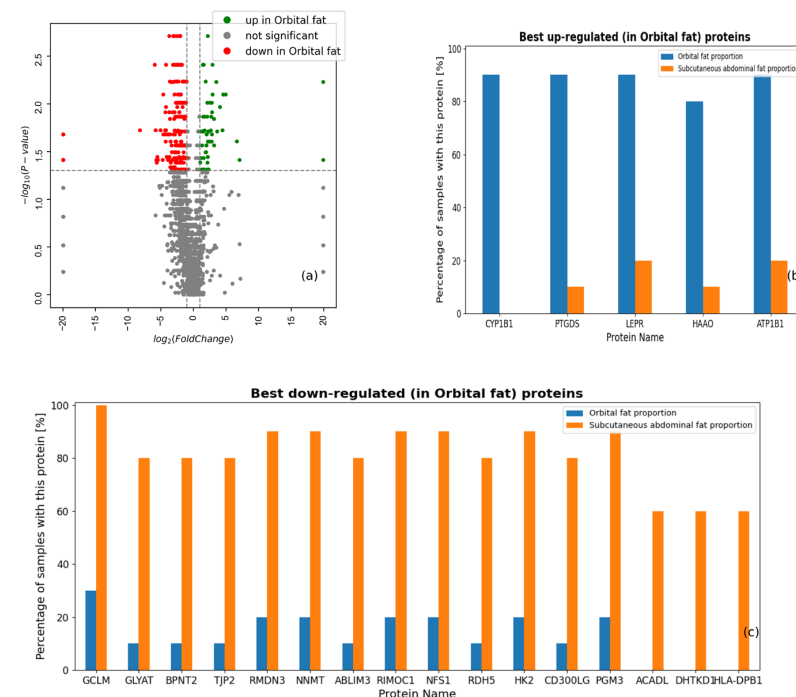 up in Orbital fat
not significant
down in Orbital fat
−log10(P − value)
2.5
2.0
1.5
1.0
0.5
0.0
(a)
−20
−15
−10
−5
0
5
10
15
20
log2(FoldChange)
Best up-regulated (in Orbital fat) proteins
Orbital fat proportion
Subcutaneous abdominal fat proportio
Percentage of samples with this protein [%]
100
80
60
40
20
0
(b
CYP1B1 PTGDS LEPR HAAO ATP1B1
Protein Name
Best down-regulated (in Orbital fat) proteins
Orbital fat proportion
Subcutaneous abdominal fat proportion
Percentage of samples with this protein [%]
100
80
60
40
20
0
(c)
GCLM GLYAT BPNT2 TJP2 RMDN3 NNMT ABLIM3 RIMOC1 NFS1 RDH5 HK2 CD300LG PGM3 ACADL DHTKD1 HLA-DPB1
Protein Name